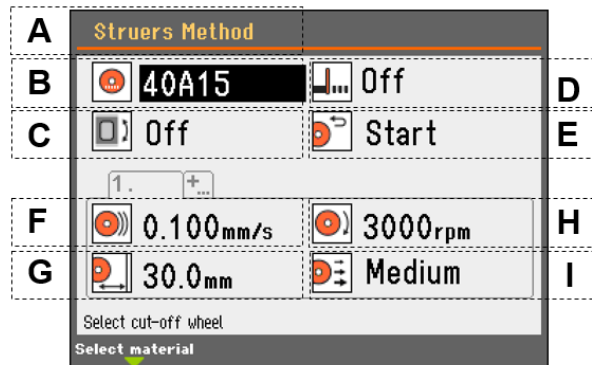 A Struers Method
B 40A15 Off D
C Off Start E
1. +...
F 0.100mm/s 3000rpm H
G 30.0mm Medium I
Select cut-off wheel
Select material